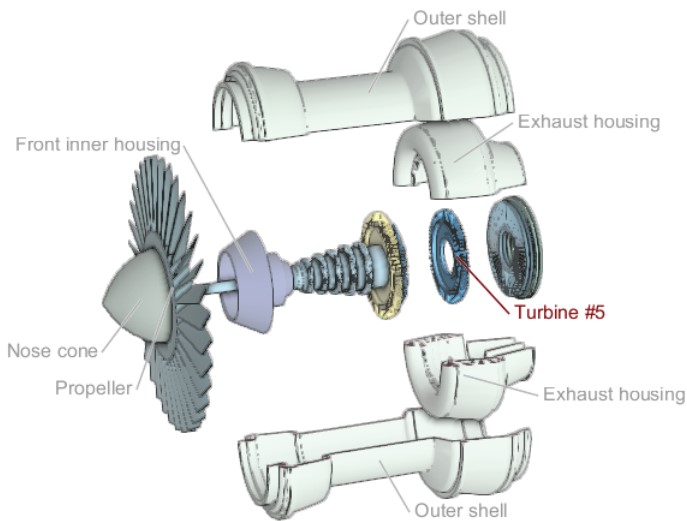 Outer shell
Exhaust housing
Front inner housing
Turbine #5
Nose cone
Propeller
Exhaust housing
Outer shell